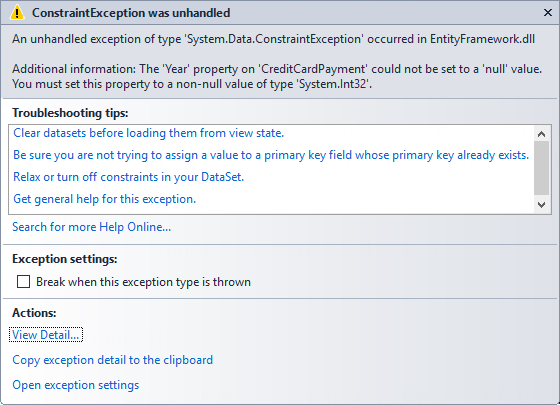 ConstraintException was unhandled
An unhandled exception of type 'System.Data.ConstraintException' occurred in EntityFramework.dll
Additional information: The 'Year' property on 'CreditCardPayment' could not be set to a 'null' value.
You must set this property to a non-null value of type 'System.Int32'.
Troubleshooting tips:
Clear datasets before loading them from view state.
Be sure you are not trying to assign a value to a primary key field whose primary key already exists.
Relax or turn off constraints in your DataSet.
Get general help for this exception.
Search for more Help Online...
Exception settings:
Break when this exception type is thrown
Actions:
View Detail...
Copy exception detail to the clipboard
Open exception settings